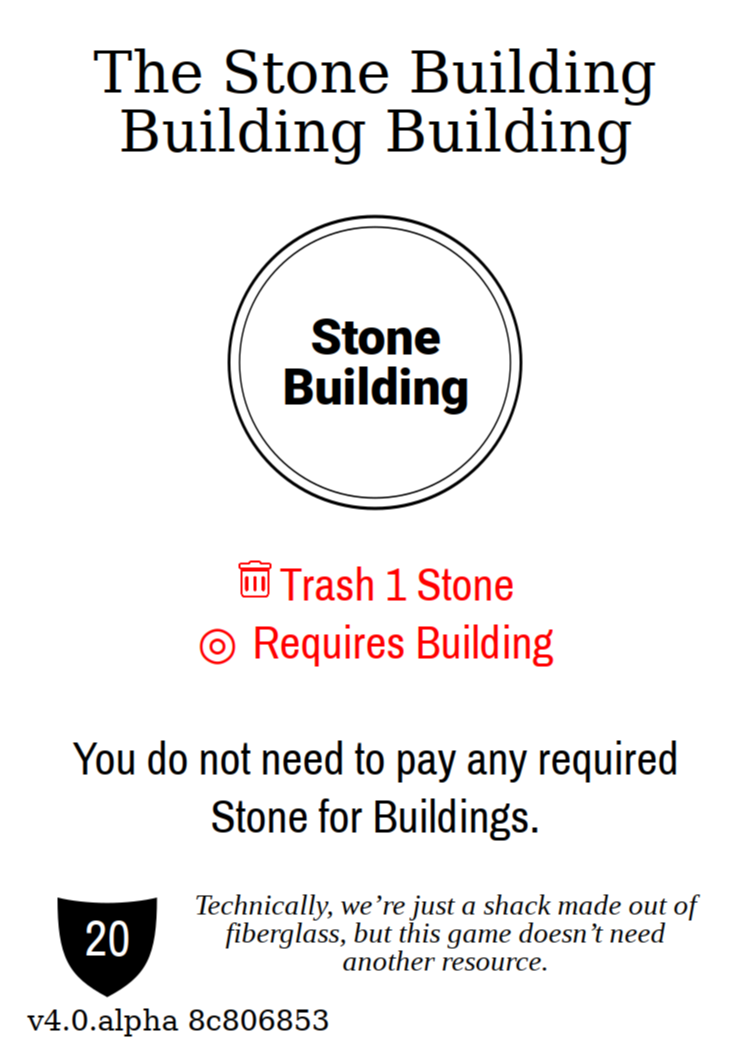 The Stone Building
Building Building
Stone
Building
Trash 1 Stone
Requires Building
You do not need to pay any required
Stone for Buildings.
20
Technically, we’re just a shack made out of
fiberglass, but this game doesn’t need
another resource.
v4.0.alpha 8c806853